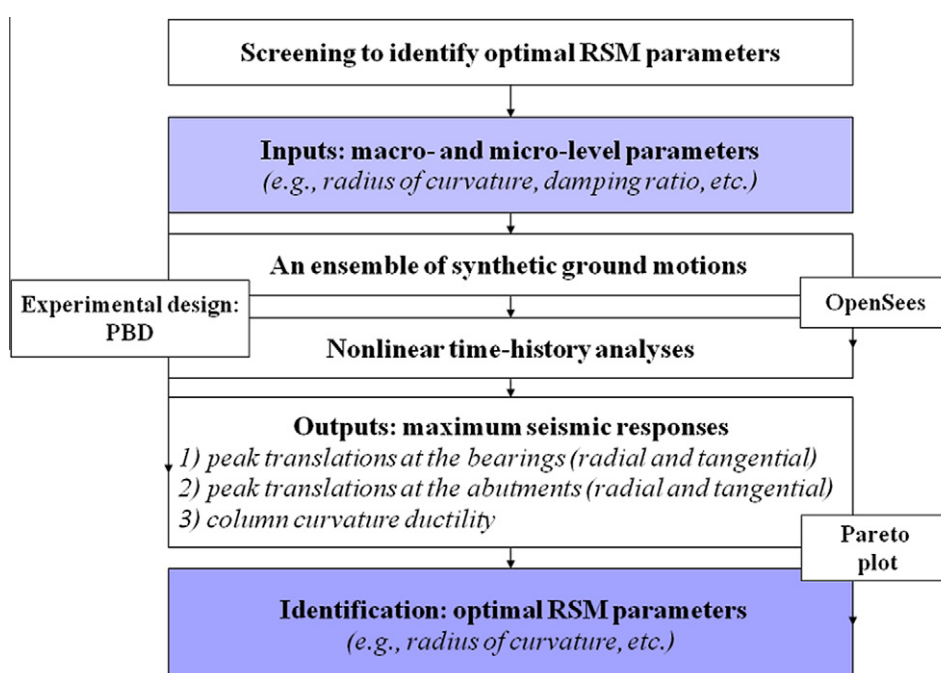 Screening to identify optimal RSM parameters
Inputs: macro- and micro-level parameters
(e.g., radius of curvature, damping ratio, etc.)
An ensemble of synthetic ground motions
Experimental design:
PBD
OpenSees
Nonlinear time-history analyses
Outputs: maximum seismic responses
1) peak translations at the bearings (radial and tangential)
2) peak translations at the abutments (radial and tangential)
3) column curvature ductility
Pareto
plot
Identification: optimal RSM parameters
(e.g., radius of curvature, etc.)